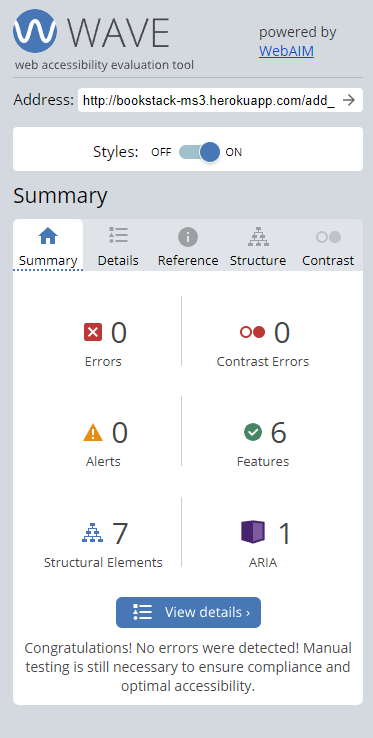 WAVE
web accessibility evaluation tool
powered by
WebAIM
Address: http://bookstack-ms3.herokuapp.com/add_
Styles: OFF ON
Summary
Summary Details Reference Structure Contrast
0 0
Errors Contrast Errors
0 6
Alerts Features
7 1
Structural Elements ARIA
View details ›
Congratulations! No errors were detected! Manual
testing is still necessary to ensure compliance and
optimal accessibility.